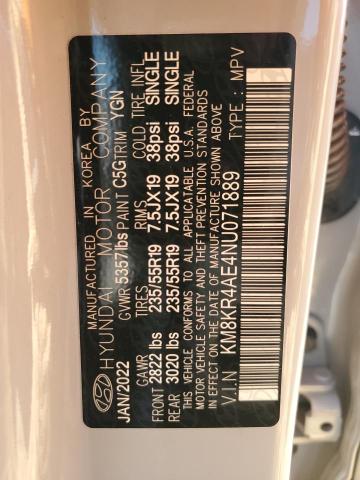 MANUFACTURED IN KOREA BY
HYUNDAI MOTOR COMPANY
JAN/2022 GVWR 5357lbs PAINT C5G TRIM YGN
GAWR TIRES RIMS COLD TIRE INFL
FRONT 2822 lbs 235/55R19 7.5JX19 38psi SINGLE
REAR 3020 lbs 235/55R19 7.5JX19 38psi SINGLE
THIS VEHICLE CONFORMS TO ALL APPLICABLE U.S.A. FEDERAL
MOTOR VEHICLE SAFETY AND THEFT PREVENTION STANDARDS
IN EFFECT ON THE DATE OF MANUFACTURE SHOWN ABOVE.
V.I.N : KM8KR4AE4NU071889 TYPE : MPV